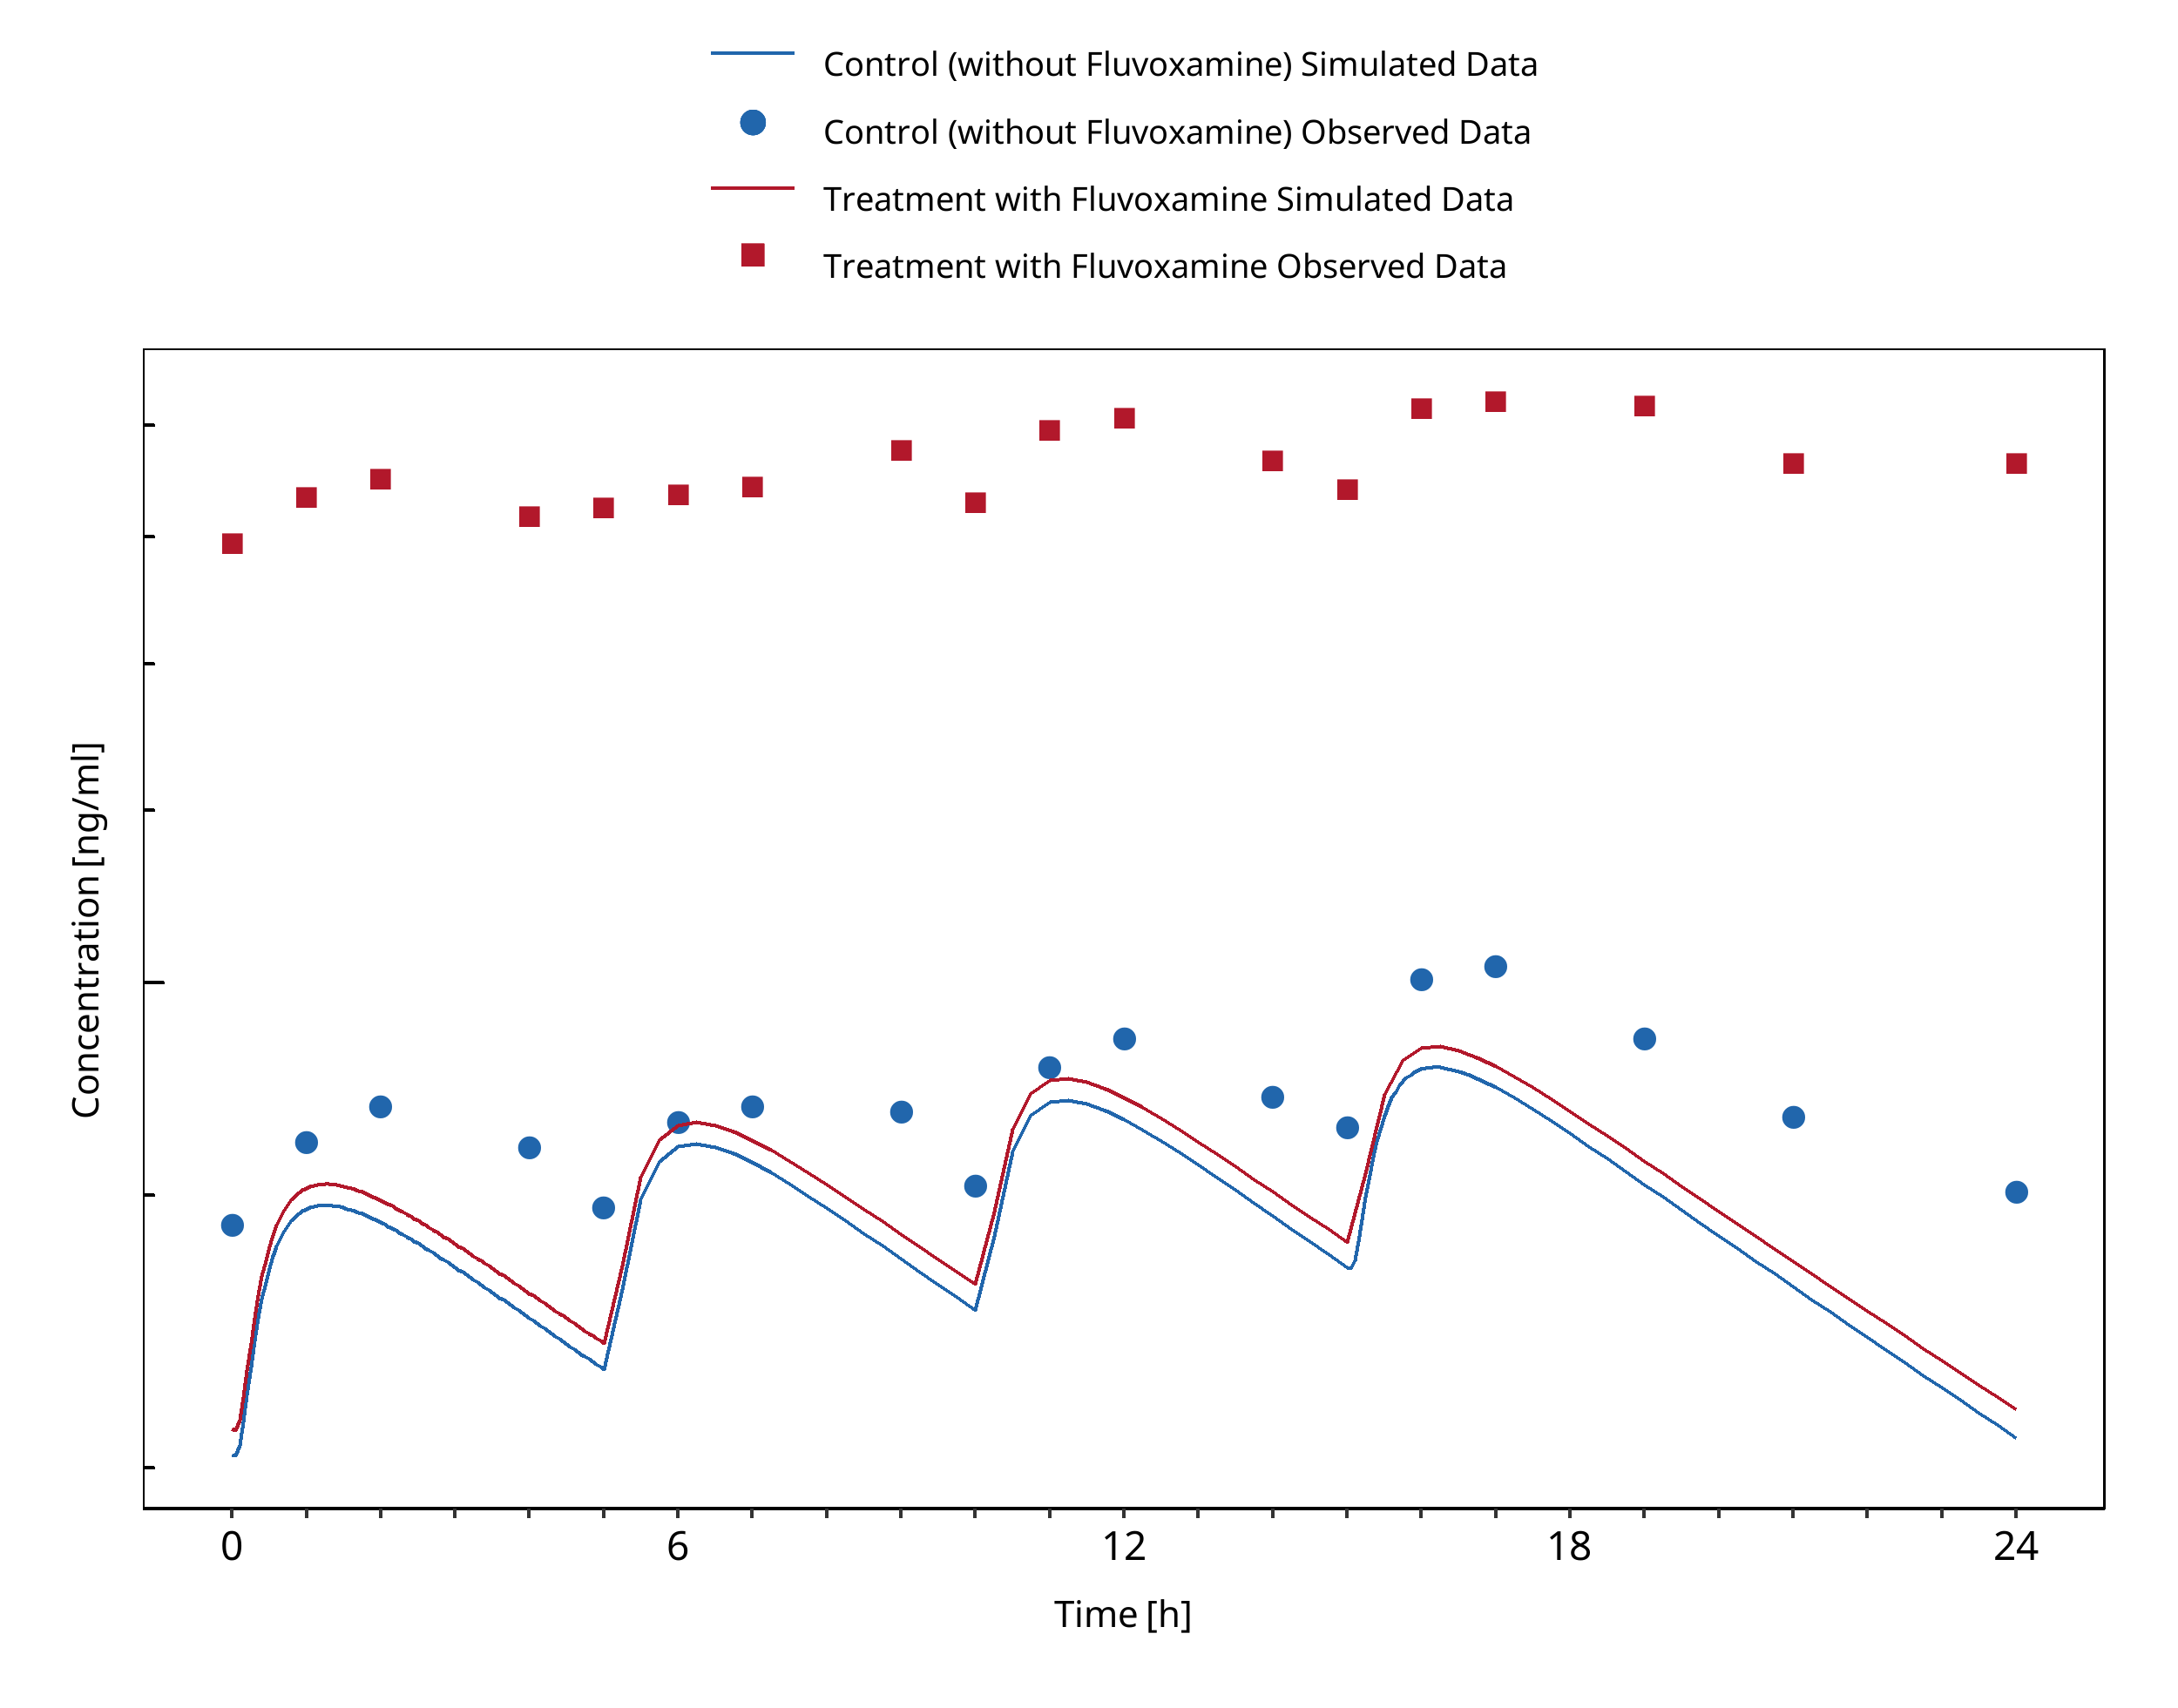 Control (without Fluvoxamine) Simulated Data
Control (without Fluvoxamine) Observed Data
Treatment with Fluvoxamine Simulated Data
Treatment with Fluvoxamine Observed Data
Concentration [ng/ml]
0 6 12 18 24
Time [h]